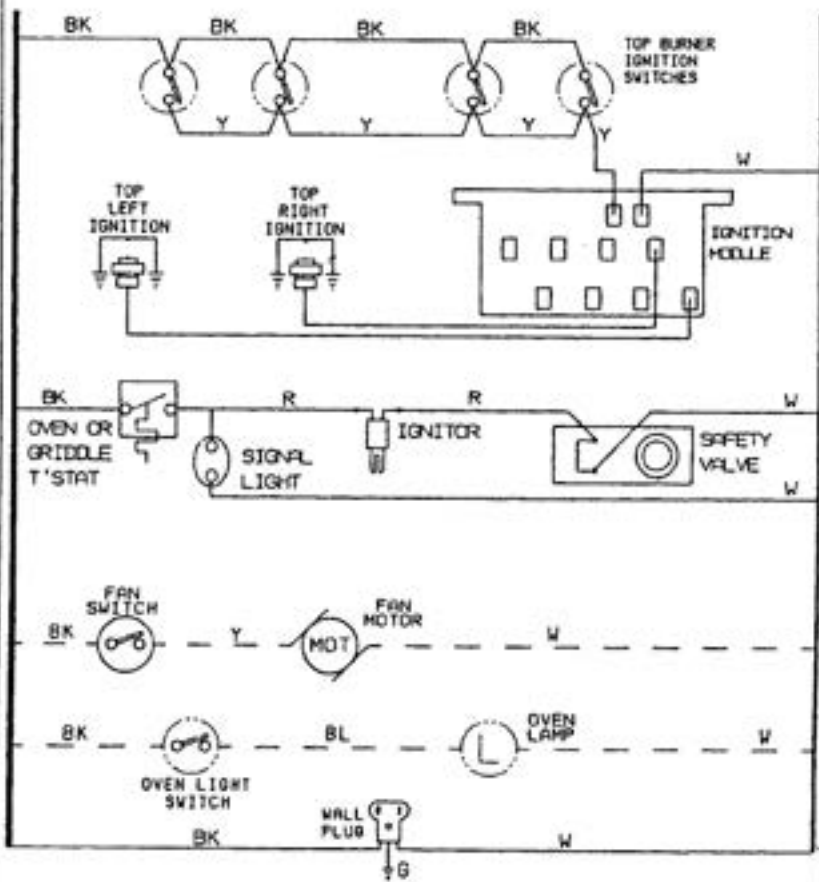 BK BK BK BK
TOP BURNER
IGNITION
SWITCHES
Y Y Y Y
W
TOP
LEFT
IGNITION
TOP
RIGHT
IGNITION
IGNITION
MODULE
BK R R W
OVEN OR
GRIDDLE
T'STAT
SIGNAL
LIGHT
IGNITOR
SAFETY
VALVE
W
FAN
SWITCH
FAN
MOTOR
BK Y MOT W
BK BL L W
OVEN
LAMP
OVEN LIGHT
SWITCH
WALL
PLUG
BK W
G